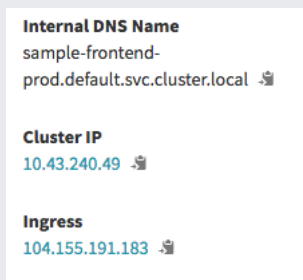 Internal DNS Name
sample-frontend-
prod.default.svc.cluster.local
Cluster IP
10.43.240.49
Ingress
104.155.191.183